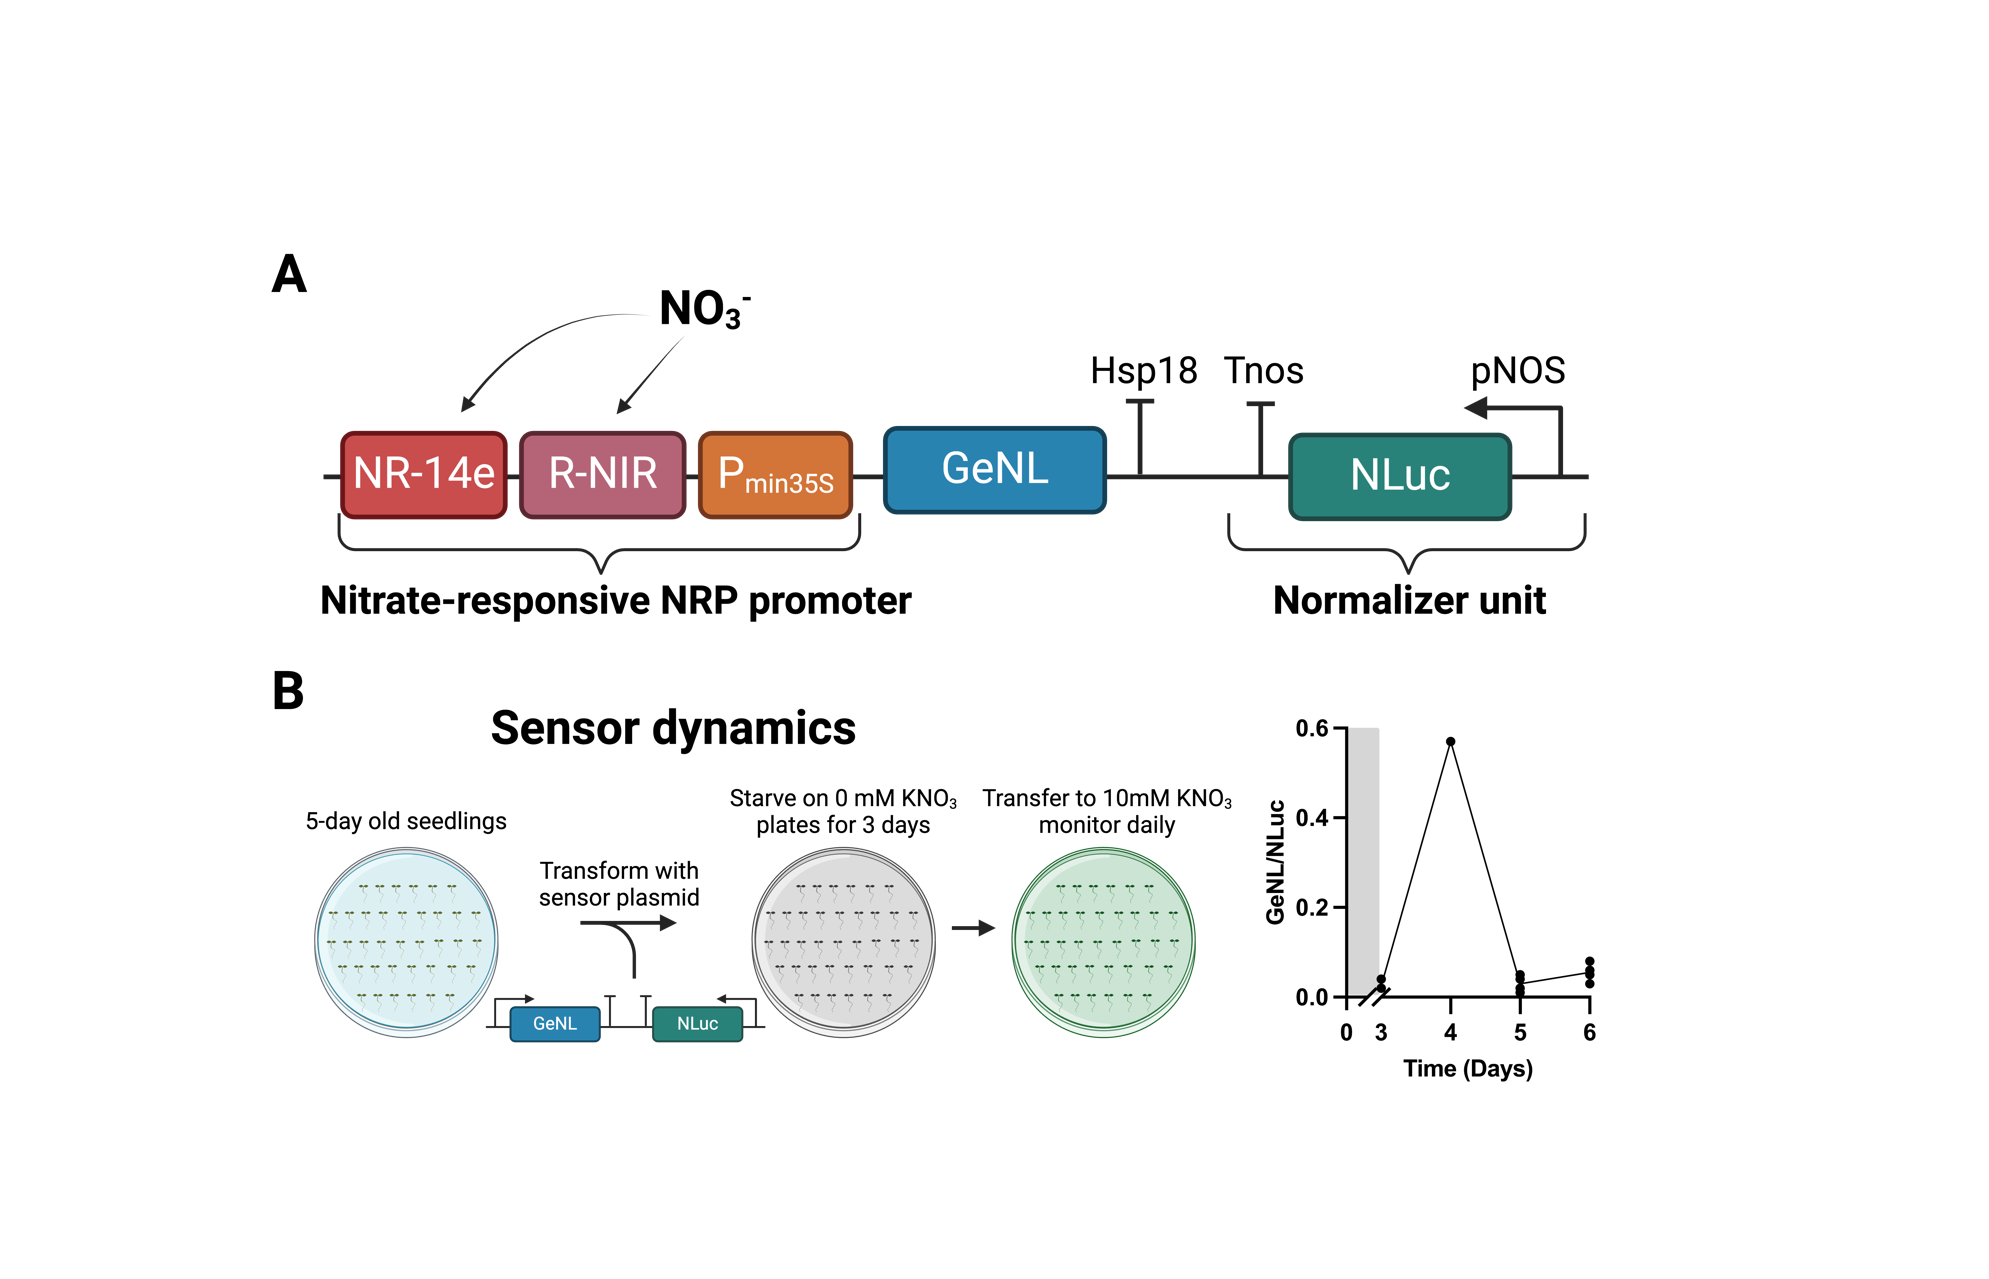 A
NO₃⁻
Hsp18
Tnos
pNOS
NR-14e
R-NIR
Pmin35S
GeNL
NLuc
Nitrate-responsive NRP promoter
Normalizer unit
B
Sensor dynamics
5-day old seedlings
Transform with
sensor plasmid
GeNL
NLuc
Starve on 0 mM KNO₃
plates for 3 days
Transfer to 10mM KNO₃
monitor daily
GeNL/NLuc
0.6
0.4
0.2
0.0
0 3 4 5 6
Time (Days)